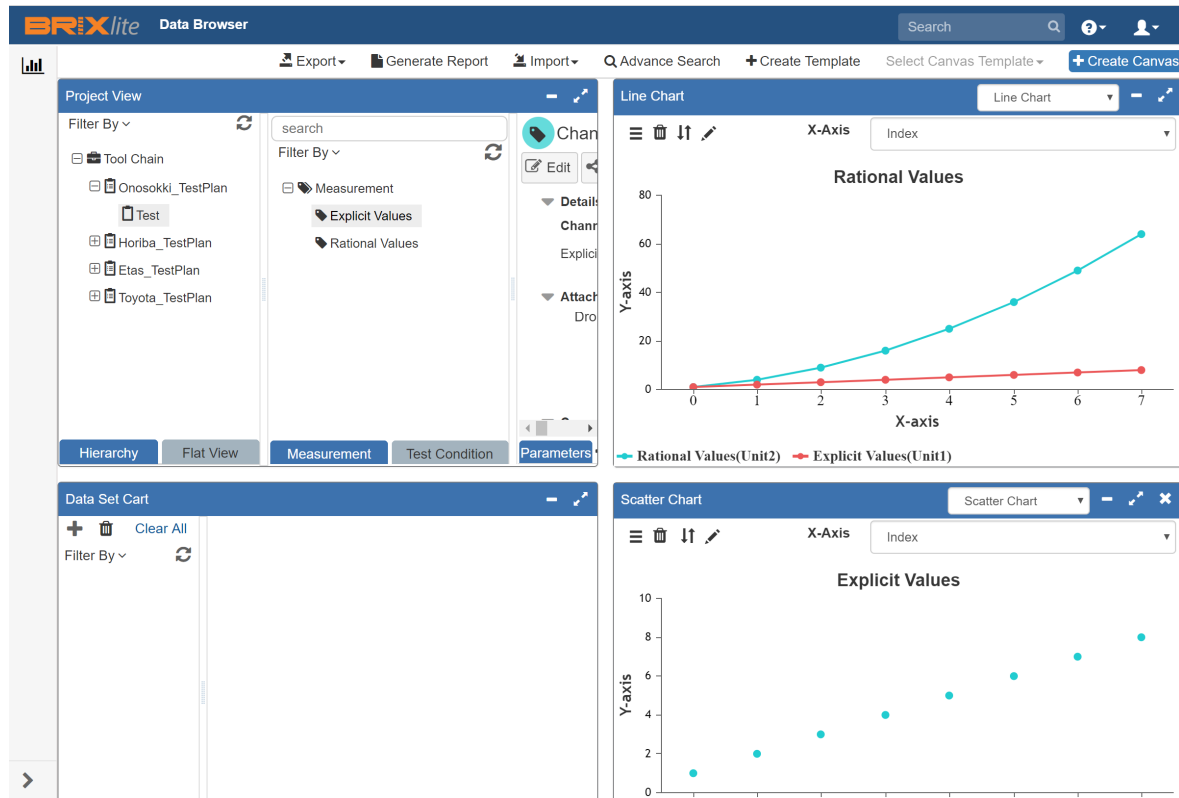 BRIXlite Data Browser Search
Export Generate Report Import Advance Search Create Template Select Canvas Template Create Canvas
Project View
Filter By
Tool Chain
Onosokki_TestPlan
Test
Horiba_TestPlan
Etas_TestPlan
Toyota_TestPlan
Hierarchy Flat View
search
Filter By
Measurement
Explicit Values
Rational Values
Measurement Test Condition
Chan
Edit
Details
Chann
Explici
Attach
Dro
Parameters
Line Chart Line Chart
X-Axis Index
Rational Values
80
60
40
20
0
Y-axis
0 1 2 3 4 5 6 7
X-axis
Rational Values(Unit2) Explicit Values(Unit1)
Data Set Cart
Clear All
Filter By
Scatter Chart Scatter Chart
X-Axis Index
Explicit Values
10
8
6
4
2
0
Y-axis